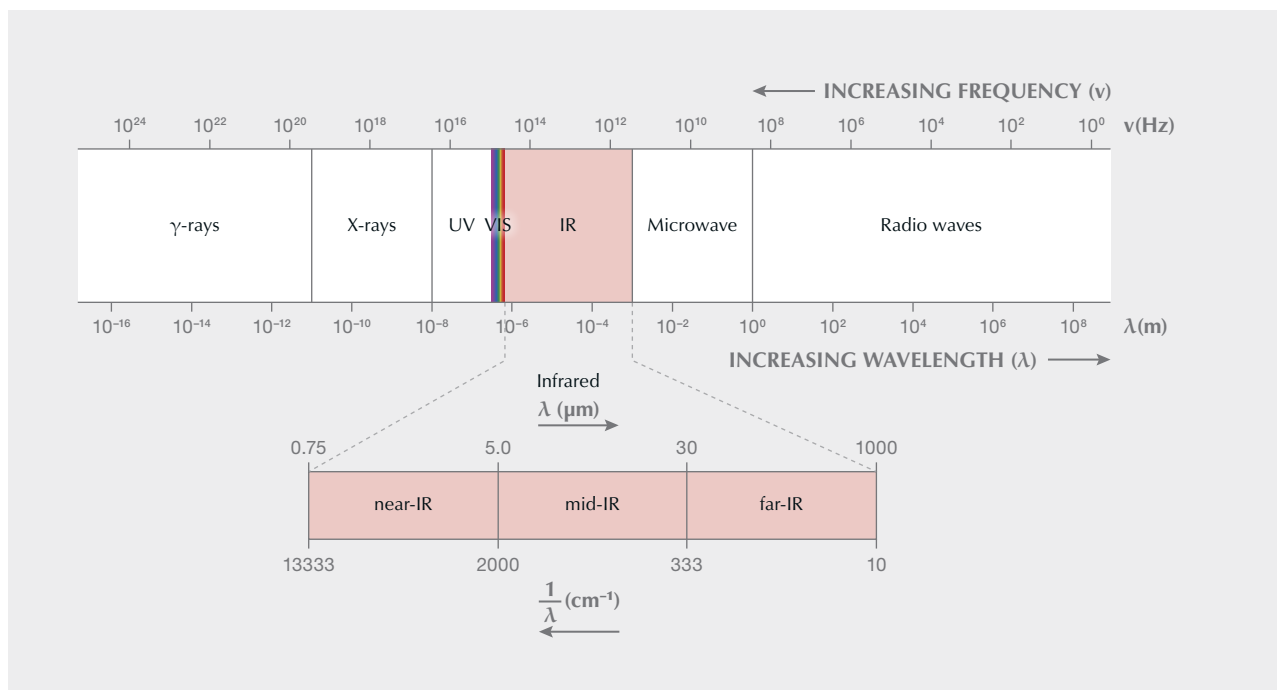 INCREASING FREQUENCY (ν)
10²⁴ 10²² 10²⁰ 10¹⁸ 10¹⁶ 10¹⁴ 10¹² 10¹⁰ 10⁸ 10⁶ 10⁴ 10² 10⁰ ν(Hz)
γ-rays X-rays UV VIS IR Microwave Radio waves
10⁻¹⁶ 10⁻¹⁴ 10⁻¹² 10⁻¹⁰ 10⁻⁸ 10⁻⁶ 10⁻⁴ 10⁻² 10⁰ 10² 10⁴ 10⁶ 10⁸ λ(m)
INCREASING WAVELENGTH (λ)
Infrared
λ (µm)
0.75 5.0 30 1000
near-IR mid-IR far-IR
13333 2000 333 10
1/λ (cm⁻¹)